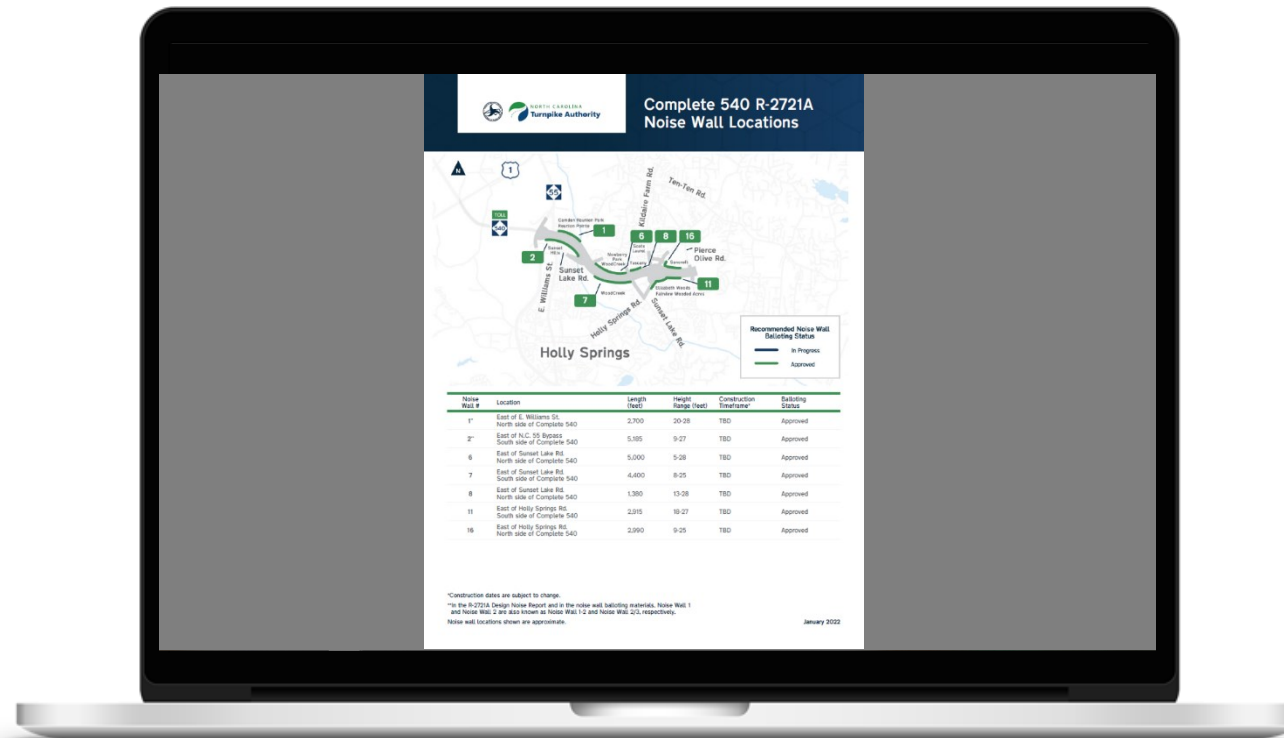 NORTH CAROLINA
Turnpike Authority
Complete 540 R-2721A
Noise Wall Locations
N
1
55
TOLL
540
Kildaire Farm Rd.
Ten-Ten Rd.
1
6
8
16
2
7
11
Pierce
Olive Rd.
Sunset
Lake Rd.
E. Williams St.
WoodCreek
Holly Springs Rd.
Sunset Lake Rd.
Fairview Wooded Acres
Holly Springs
Recommended Noise Wall
Balloting Status
In Progress
Approved
Noise Wall # Location Length (feet) Height Range (feet) Construction Timeframe* Balloting Status
1" East of E. Williams St. 2,700 20-28 TBD Approved
North side of Complete 540
2" East of N.C. 55 Bypass 5,185 9-27 TBD Approved
South side of Complete 540
6 East of Sunset Lake Rd. 5,000 5-28 TBD Approved
North side of Complete 540
7 East of Sunset Lake Rd. 4,400 8-25 TBD Approved
South side of Complete 540
8 East of Sunset Lake Rd. 1,380 13-28 TBD Approved
North side of Complete 540
11 East of Holly Springs Rd. 2,915 18-27 TBD Approved
South side of Complete 540
16 East of Holly Springs Rd. 2,990 9-25 TBD Approved
North side of Complete 540
*Construction dates are subject to change.
**In the R-2721A Design Noise Report and in the noise wall balloting materials, Noise Wall 1
and Noise Wall 2 are also known as Noise Wall 1-2 and Noise Wall 2/3, respectively.
Noise wall locations shown are approximate.
January 2022